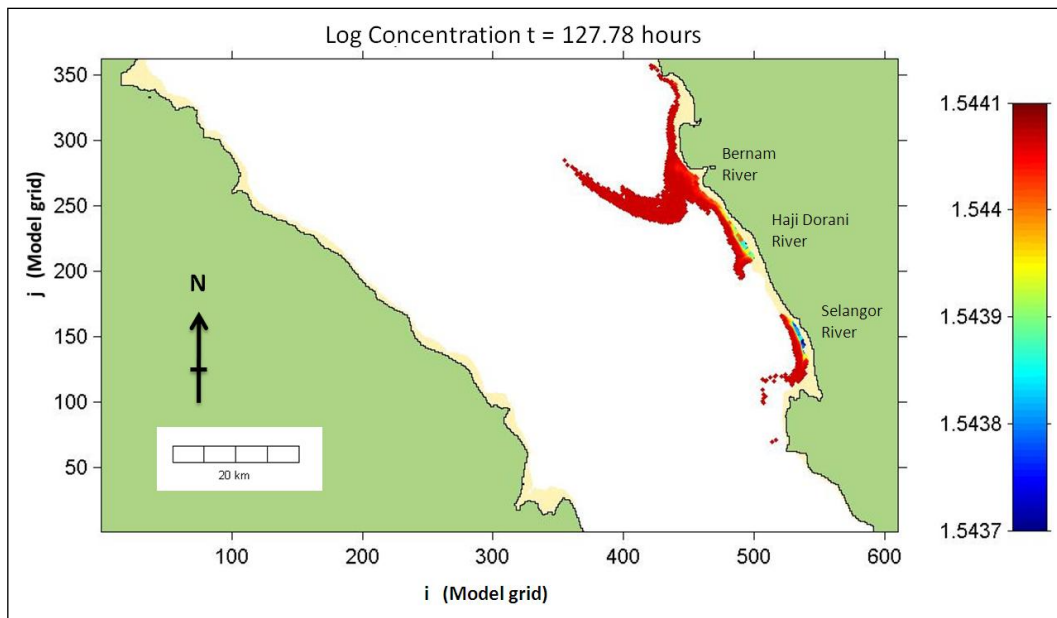 Log Concentration t = 127.78 hours
350
300
250
200
150
100
50
j (Model grid)
N
20 km
Bernam
River
Haji Dorani
River
Selangor
River
1.5441
1.544
1.5439
1.5438
1.5437
100
200
300
400
500
600
i (Model grid)